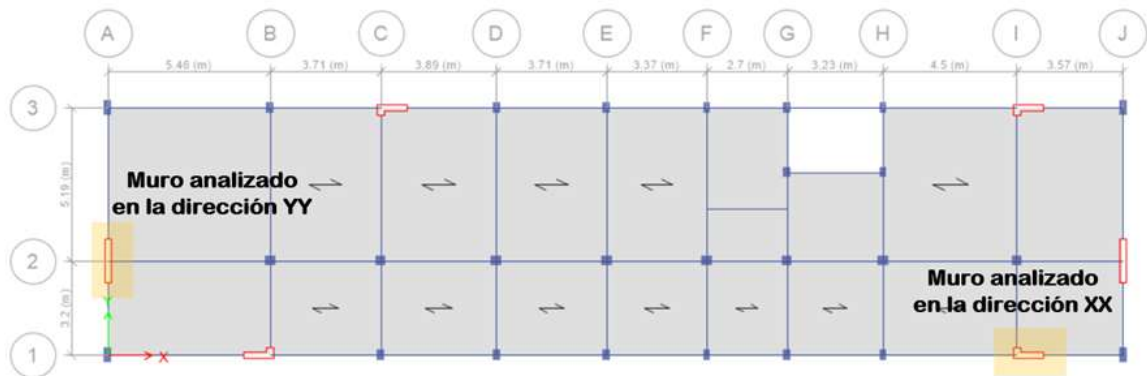 A B C D E F G H I J
5.46 (m) 3.71 (m) 3.89 (m) 3.71 (m) 3.37 (m) 2.7 (m) 3.23 (m) 4.5 (m) 3.57 (m)
3
5.19 (m)
Muro analizado
en la dirección YY
2
Muro analizado
en la dirección XX
3.2 (m)
Y
1
X